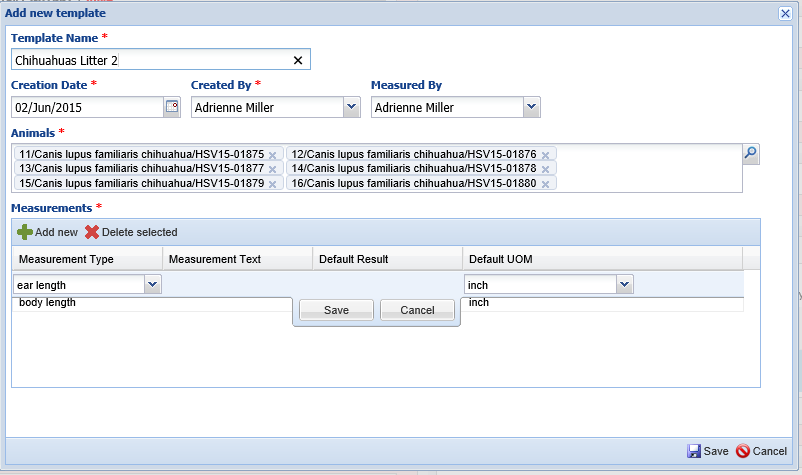 Add new template
Template Name *
Chihuahuas Litter 2
Creation Date * Created By * Measured By
02/Jun/2015 Adrienne Miller Adrienne Miller
Animals *
11/Canis lupus familiaris chihuahua/HSV15-01875 12/Canis lupus familiaris chihuahua/HSV15-01876
13/Canis lupus familiaris chihuahua/HSV15-01877 14/Canis lupus familiaris chihuahua/HSV15-01878
15/Canis lupus familiaris chihuahua/HSV15-01879 16/Canis lupus familiaris chihuahua/HSV15-01880
Measurements *
Add new Delete selected
Measurement Type Measurement Text Default Result Default UOM
ear length inch
body length inch
Save Cancel
Save Cancel